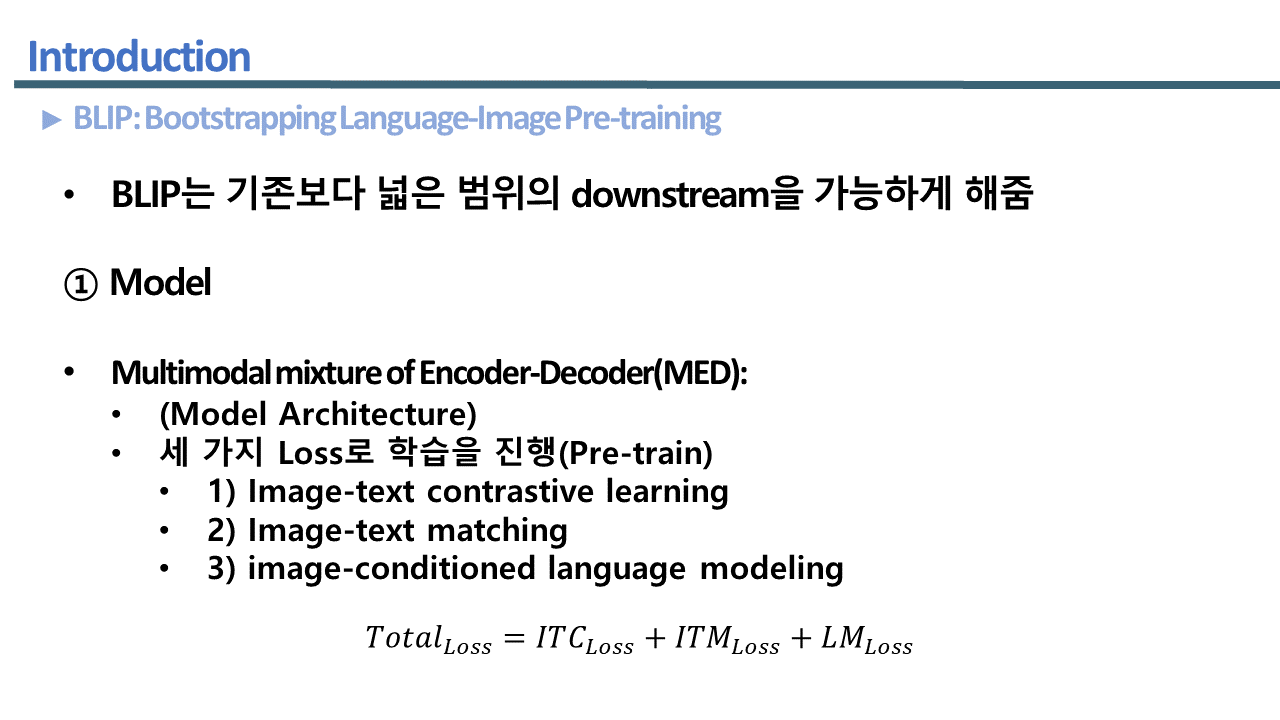 Introduction
► BLIP: Bootstrapping Language-Image Pre-training
• BLIP는 기존보다 넓은 범위의 downstream을 가능하게 해줌
① Model
• Multimodal mixture of Encoder-Decoder(MED):
• (Model Architecture)
• 세 가지 Loss로 학습을 진행(Pre-train)
• 1) Image-text contrastive learning
• 2) Image-text matching
• 3) image-conditioned language modeling
$Total_{Loss} = ITC_{Loss} + ITM_{Loss} + LM_{Loss}$